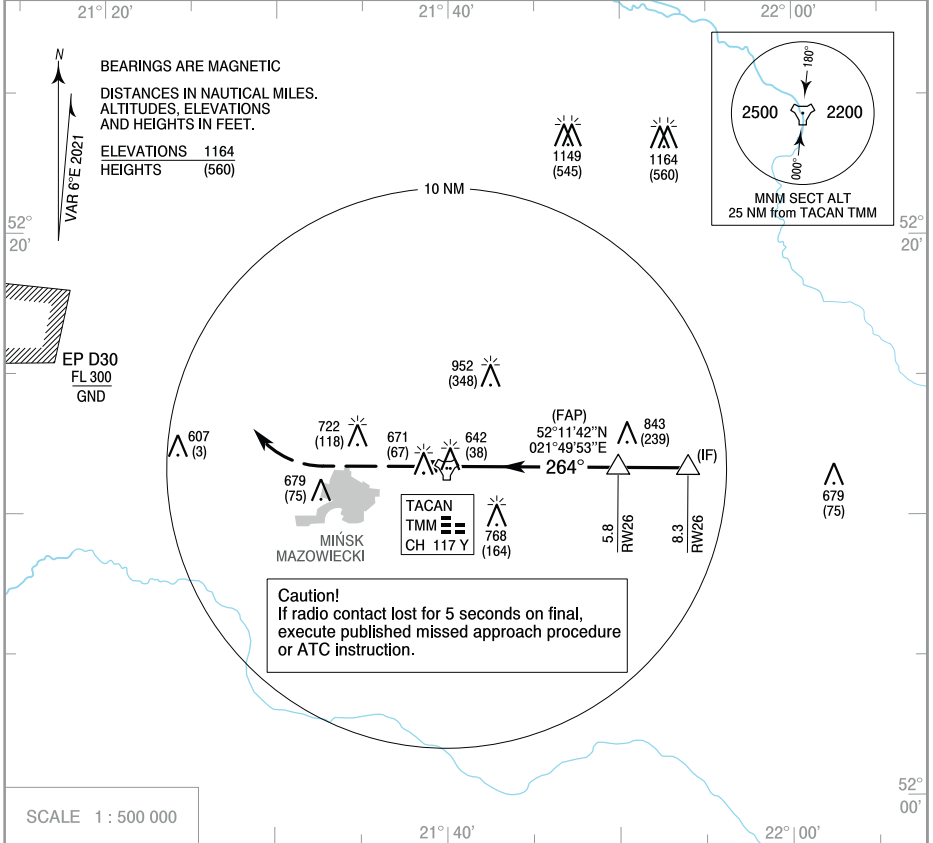 21°20'
21°40'
22°00'
N
VAR 6°E 2021
BEARINGS ARE MAGNETIC
DISTANCES IN NAUTICAL MILES.
ALTITUDES, ELEVATIONS
AND HEIGHTS IN FEET.
ELEVATIONS 1164
HEIGHTS (560)
1149
(545)
1164
(560)
180°
2500
2200
000°
MNM SECT ALT
25 NM from TACAN TMM
10 NM
52°
20'
52°
20'
EP D30
FL 300
GND
952
(348)
607
(3)
722
(118)
671
(67)
642
(38)
(FAP)
52°11'42"N
021°49'53"E
264°
843
(239)
(IF)
679
(75)
679
(75)
MIŃSK
MAZOWIECKI
TACAN
TMM
CH 117 Y
768
(164)
5.8
RW26
8.3
RW26
Caution!
If radio contact lost for 5 seconds on final,
execute published missed approach procedure
or ATC instruction.
SCALE 1 : 500 000
52°
00'
21°40'
22°00'